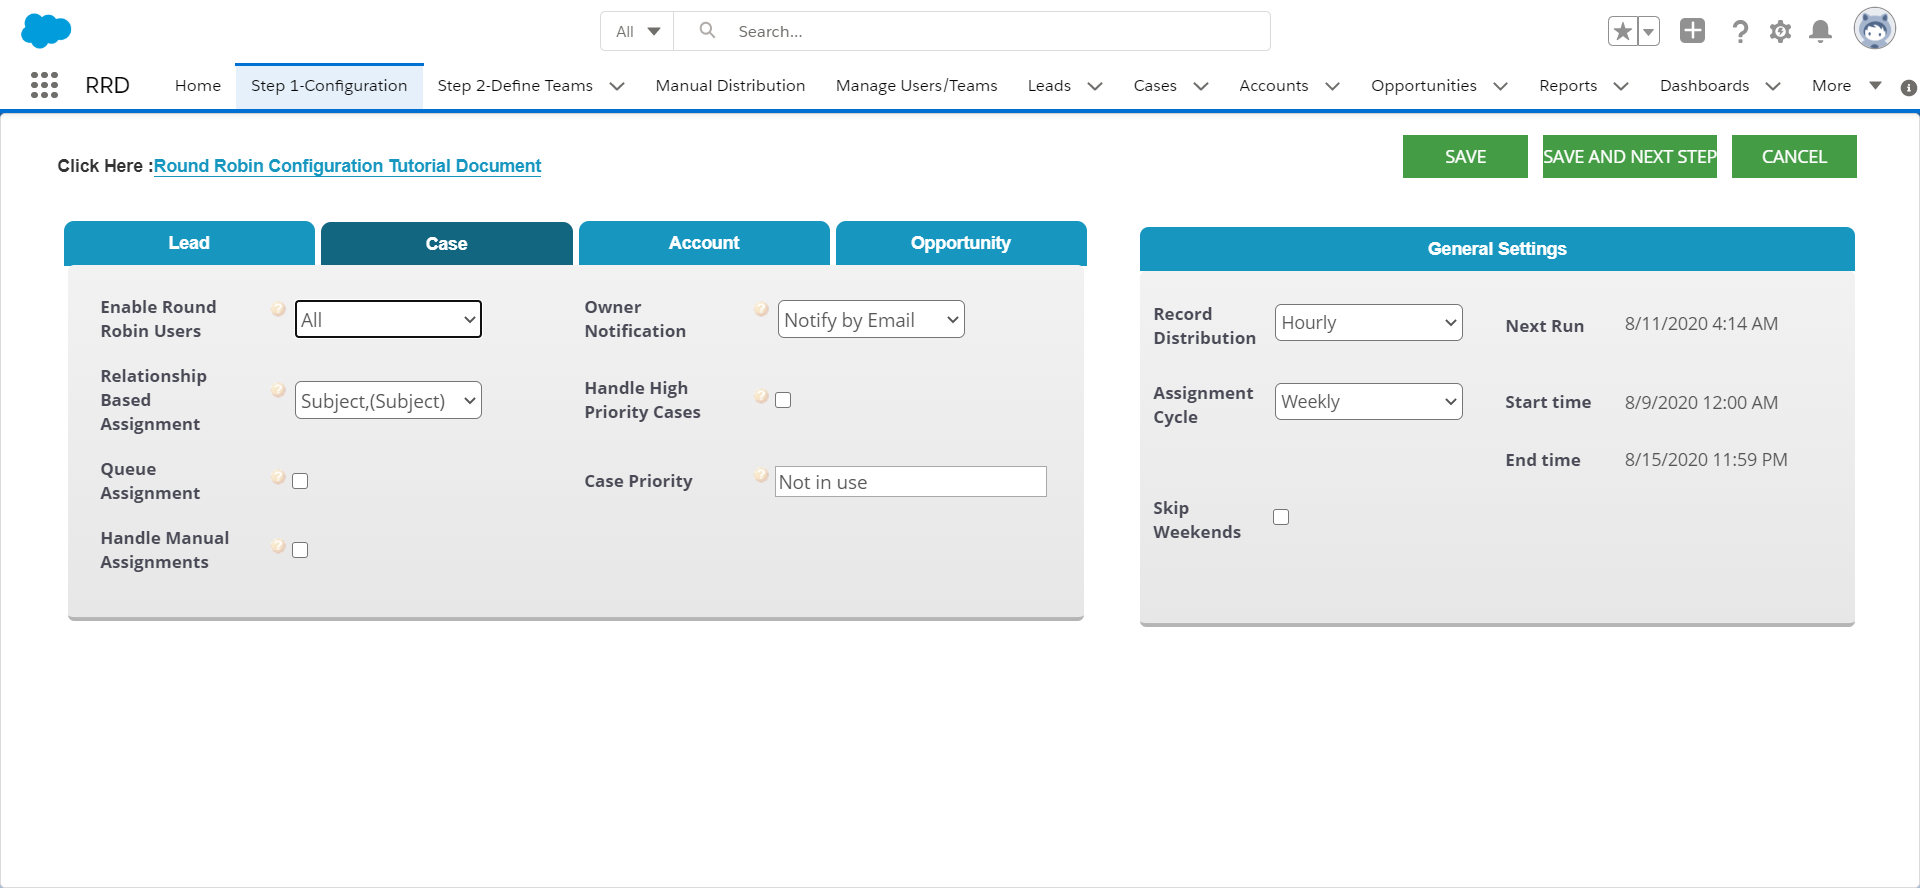 All
Search...
RRD
Home
Step 1-Configuration
Step 2-Define Teams
Manual Distribution
Manage Users/Teams
Leads
Cases
Accounts
Opportunities
Reports
Dashboards
More
Click Here :Round Robin Configuration Tutorial Document
SAVE
SAVE AND NEXT STEP
CANCEL
Lead
Case
Account
Opportunity
Enable Round
Robin Users
All
Owner
Notification
Notify by Email
Relationship
Based
Assignment
Subject,(Subject)
Handle High
Priority Cases
Queue
Assignment
Case Priority
Not in use
Handle Manual
Assignments
General Settings
Record
Distribution
Hourly
Next Run
8/11/2020 4:14 AM
Assignment
Cycle
Weekly
Start time
8/9/2020 12:00 AM
End time
8/15/2020 11:59 PM
Skip
Weekends